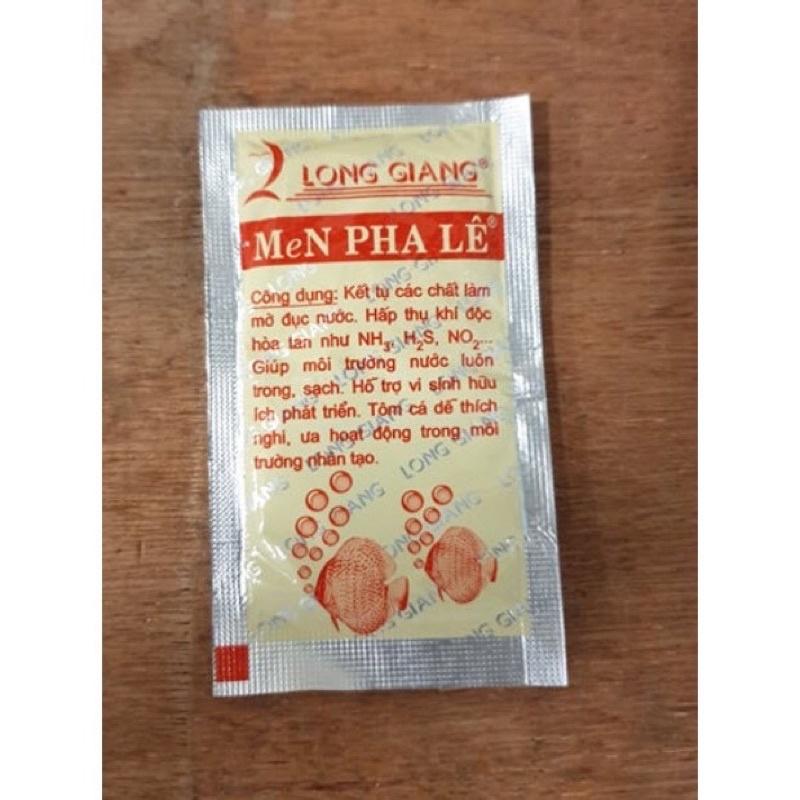 LONG GIANG®
MeN PHA LÊ®
Công dụng: Kết tụ các chất làm
mờ đục nước. Hấp thụ khí độc
hòa tan như NH3, H2S, NO2...
Giúp môi trường nước luôn
trong, sạch. Hỗ trợ vi sinh hữu
ích phát triển. Tôm cá dễ thích
nghi, ưa hoạt động trong môi
trường nhân tạo.